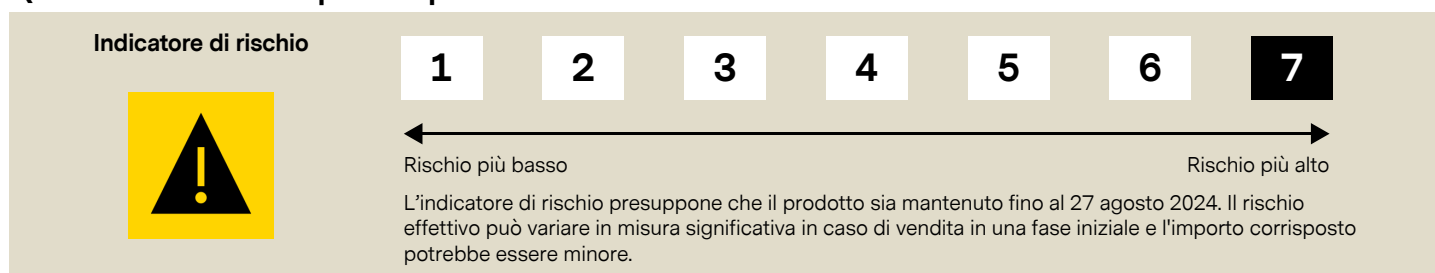 Indicatore di rischio
1 2 3 4 5 6 7
Rischio più basso Rischio più alto
L'indicatore di rischio presuppone che il prodotto sia mantenuto fino al 27 agosto 2024. Il rischio
effettivo può variare in misura significativa in caso di vendita in una fase iniziale e l'importo corrisposto
potrebbe essere minore.